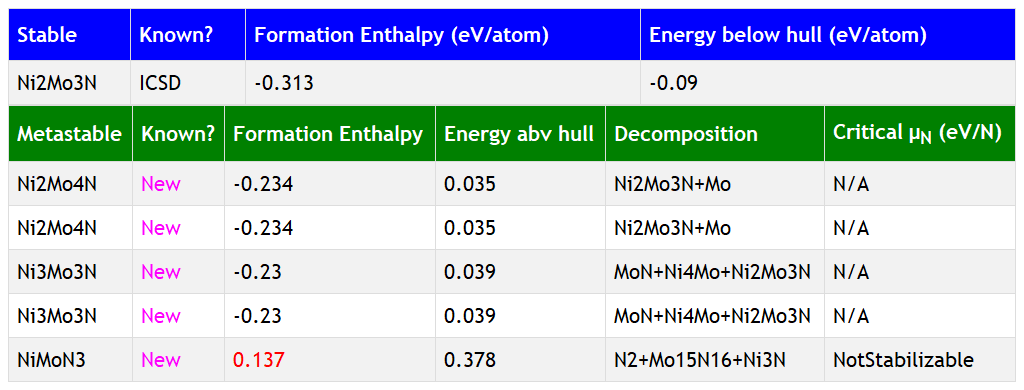 Stable Known? Formation Enthalpy (eV/atom) Energy below hull (eV/atom)
Ni2Mo3N ICSD -0.313 -0.09
Metastable Known? Formation Enthalpy Energy abv hull Decomposition Critical μN (eV/N)
Ni2Mo4N New -0.234 0.035 Ni2Mo3N+Mo N/A
Ni2Mo4N New -0.234 0.035 Ni2Mo3N+Mo N/A
Ni3Mo3N New -0.23 0.039 MoN+Ni4Mo+Ni2Mo3N N/A
Ni3Mo3N New -0.23 0.039 MoN+Ni4Mo+Ni2Mo3N N/A
NiMoN3 New 0.137 0.378 N2+Mo15N16+Ni3N NotStabilizable